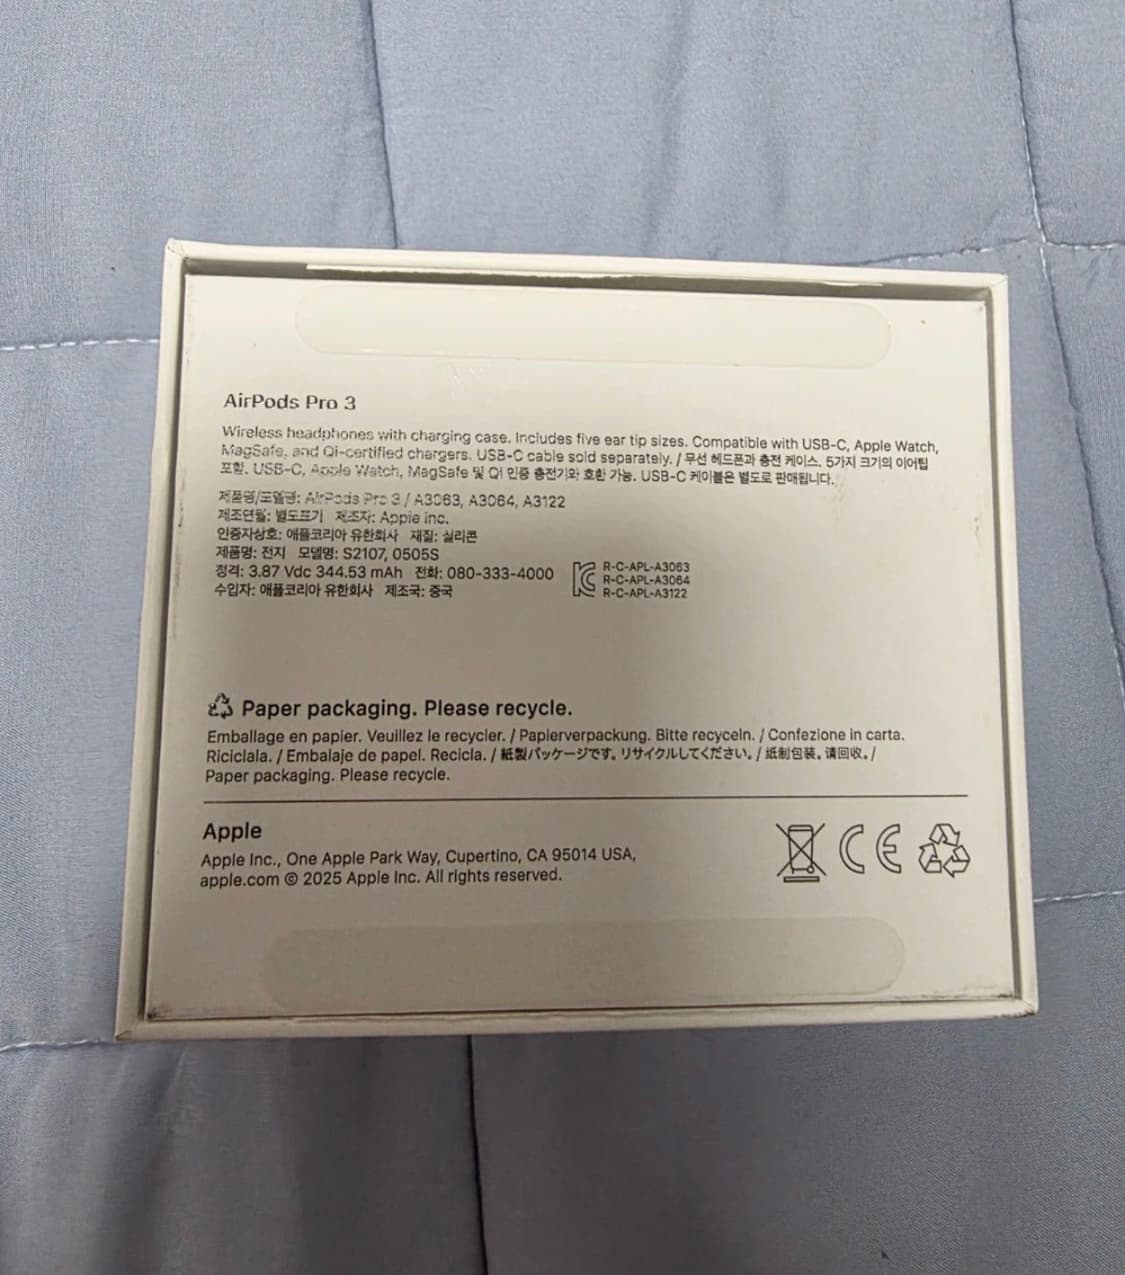 AirPods Pro 3
Wireless headphones with charging case. Includes five ear tip sizes. Compatible with USB-C, Apple Watch,
MagSafe, and Qi-certified chargers. USB-C cable sold separately. / 무선 헤드폰과 충전 케이스. 5가지 크기의 이어팁
포함. USB-C, Apple Watch, MagSafe 및 Qi 인증 충전기와 호환 가능. USB-C 케이블은 별도로 판매됩니다.
제품명/모델명: AirPods Pro 3 / A3063, A3064, A3122
제조연월: 별도표기 제조자: Apple Inc.
인증자상호: 애플코리아 유한회사 재질: 실리콘
제품명: 전지 모델명: S2107, 0505S
정격: 3.87 Vdc 344.53 mAh 전화: 080-333-4000
수입자: 애플코리아 유한회사 제조국: 중국
R-C-APL-A3063
R-C-APL-A3064
R-C-APL-A3122
Paper packaging. Please recycle.
Emballage en papier. Veuillez le recycler. / Papierverpackung. Bitte recyceln. / Confezione in carta.
Riciclala. / Embalaje de papel. Recicla. / 紙製パッケージです。リサイクルしてください。/ 纸制包装。请回收。/
Paper packaging. Please recycle.
Apple
Apple Inc., One Apple Park Way, Cupertino, CA 95014 USA,
apple.com © 2025 Apple Inc. All rights reserved.
CE